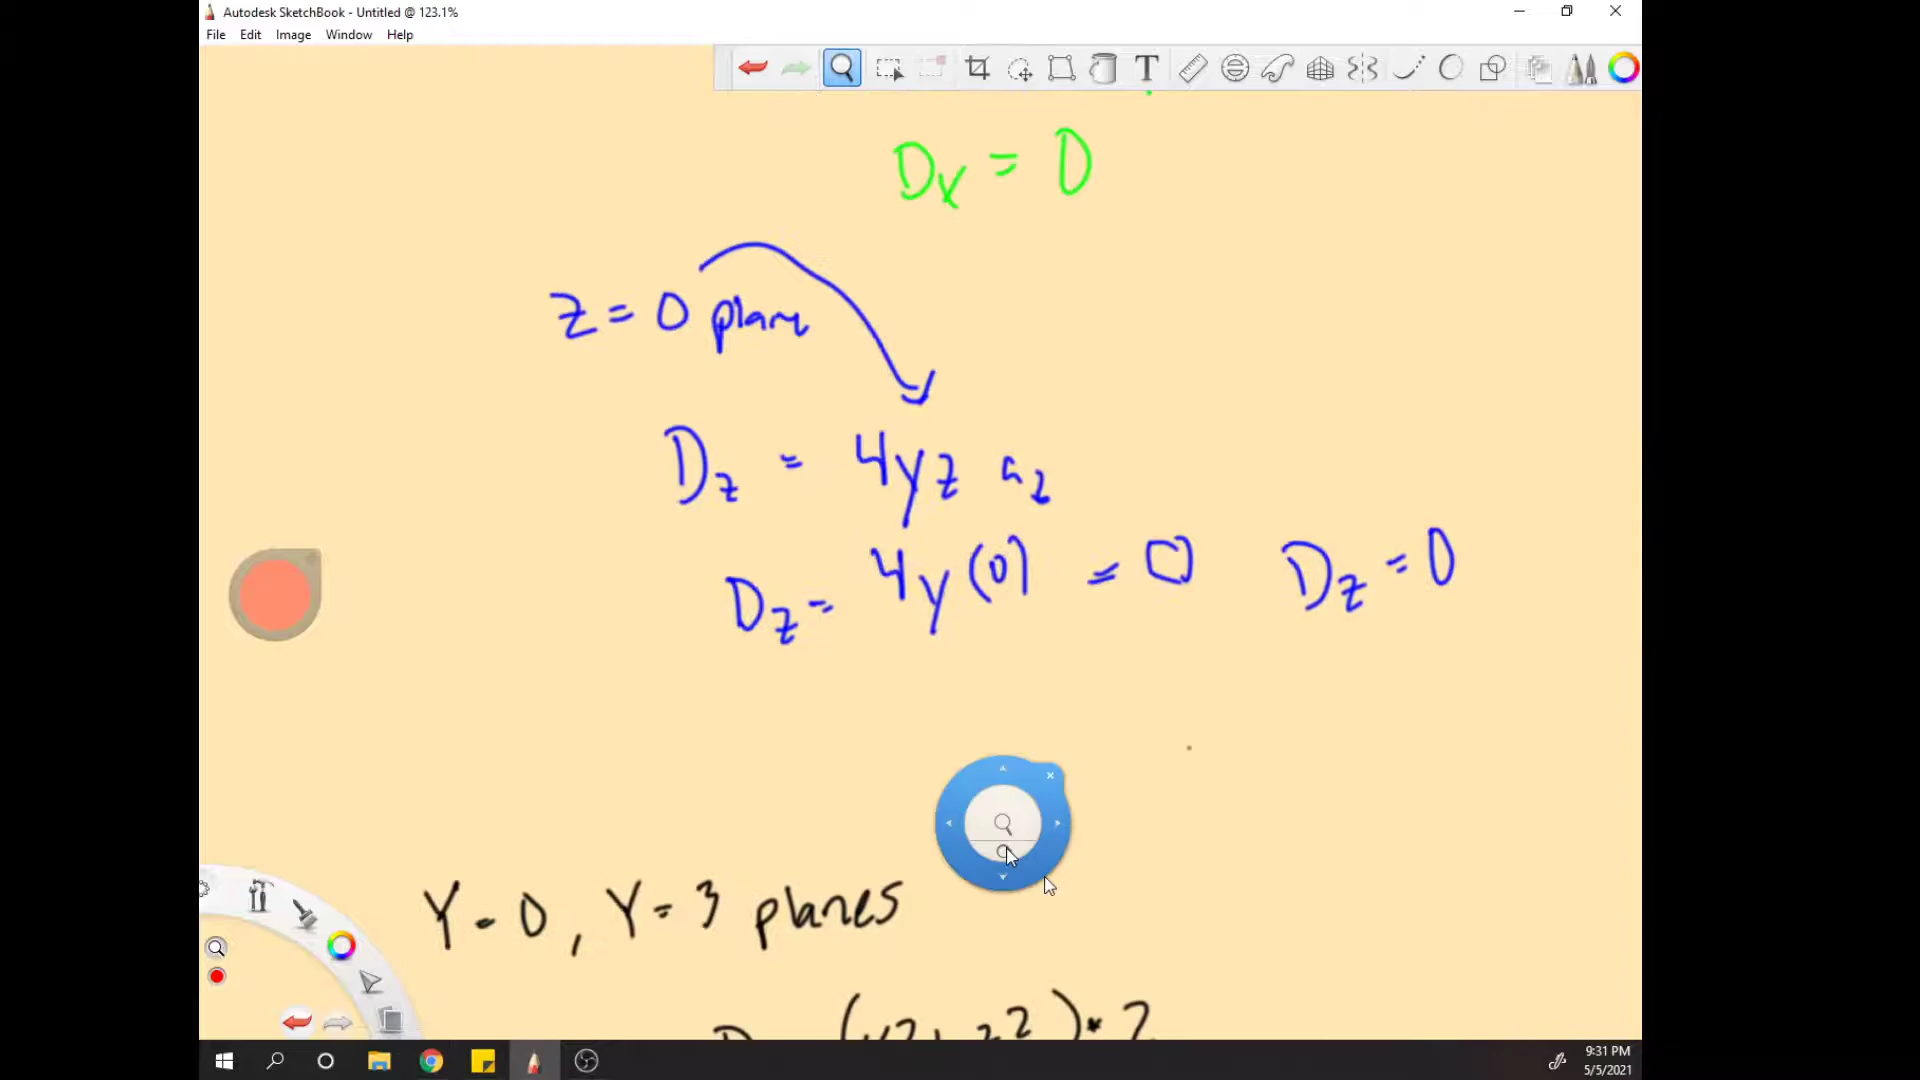 Autodesk SketchBook - Untitled @ 123.1%
File Edit Image Window Help
T
Dx = 0
z = 0 plane
Dz = 4yz az
Dz = 4y(0) = 0 Dz = 0
Y = 0, Y = 3 planes
9:31 PM
5/5/2021